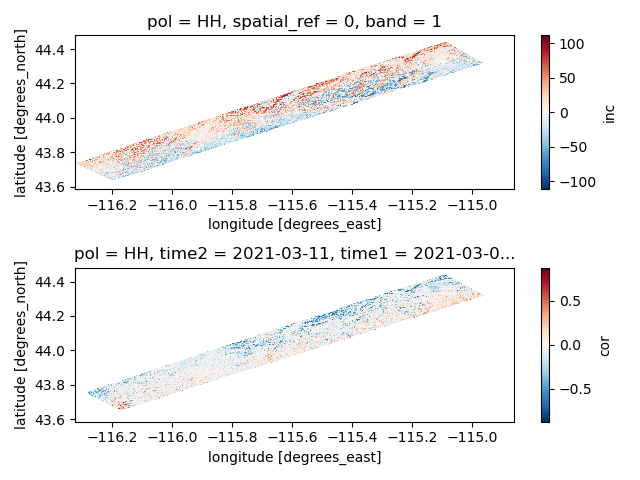 pol = HH, spatial_ref = 0, band = 1
44.4
44.2
44.0
43.8
43.6
latitude [degrees_north]
−116.2 −116.0 −115.8 −115.6 −115.4 −115.2 −115.0
longitude [degrees_east]
100
50
0
−50
−100
inc
pol = HH, time2 = 2021-03-11, time1 = 2021-03-0...
44.4
44.2
44.0
43.8
43.6
latitude [degrees_north]
−116.2 −116.0 −115.8 −115.6 −115.4 −115.2 −115.0
longitude [degrees_east]
0.5
0.0
−0.5
cor